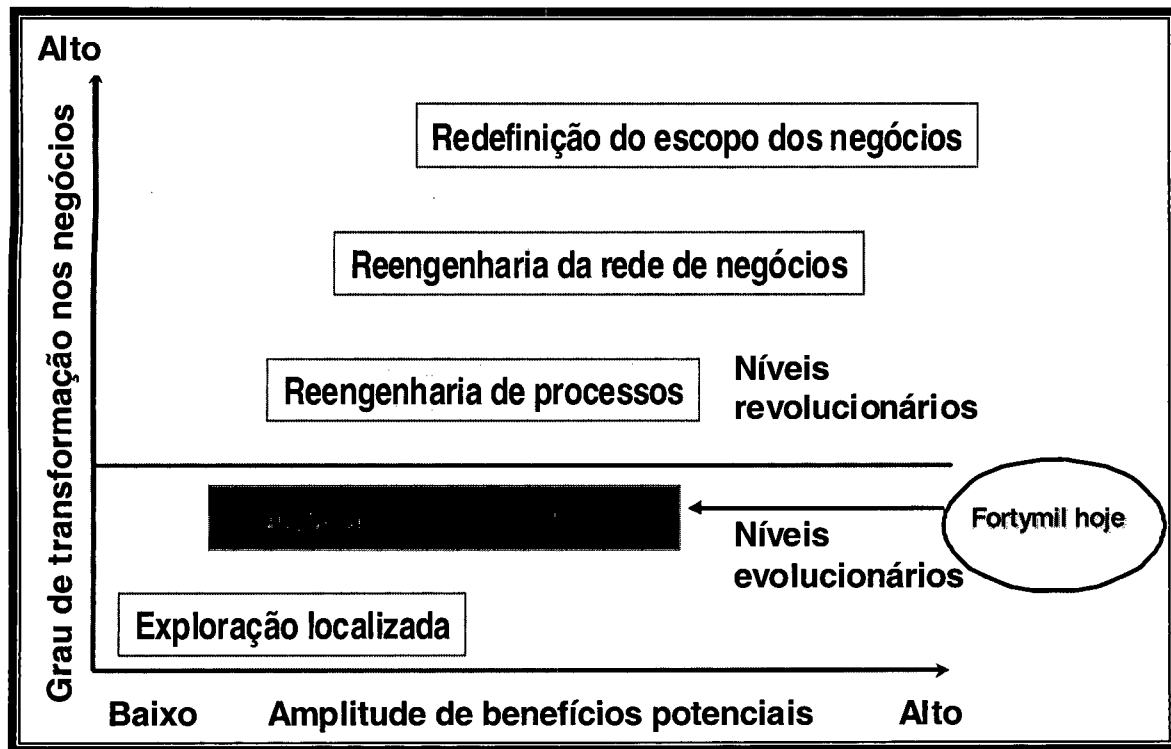 Alto
Grau de transformação nos negócios
Redefinição do escopo dos negócios
Reengenharia da rede de negócios
Reengenharia de processos
Níveis
revolucionários
Fortymil hoje
Níveis
evolucionários
Exploração localizada
Baixo
Amplitude de benefícios potenciais
Alto